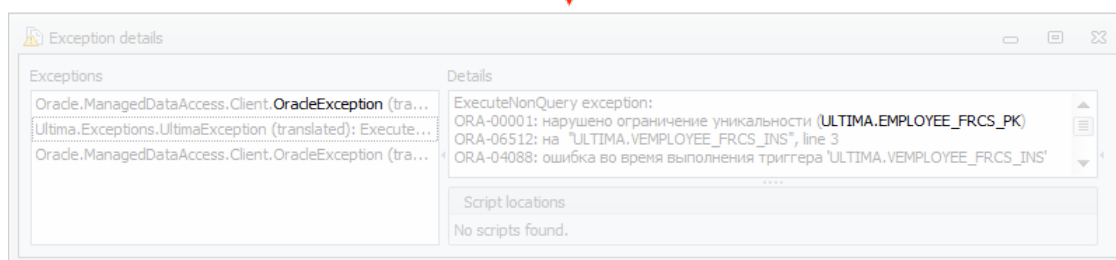 Exception details
Exceptions
Oracle.ManagedDataAccess.Client.OracleException (tra...
Ultima.Exceptions.UltimaException (translated): Execute...
Oracle.ManagedDataAccess.Client.OracleException (tra...
Details
ExecuteNonQuery exception:
ORA-00001: нарушено ограничение уникальности (ULTIMA.EMPLOYEE_FRCS_PK)
ORA-06512: на "ULTIMA.VEMPLOYEE_FRCS_INS", line 3
ORA-04088: ошибка во время выполнения триггера 'ULTIMA.VEMPLOYEE_FRCS_INS'
Script locations
No scripts found.